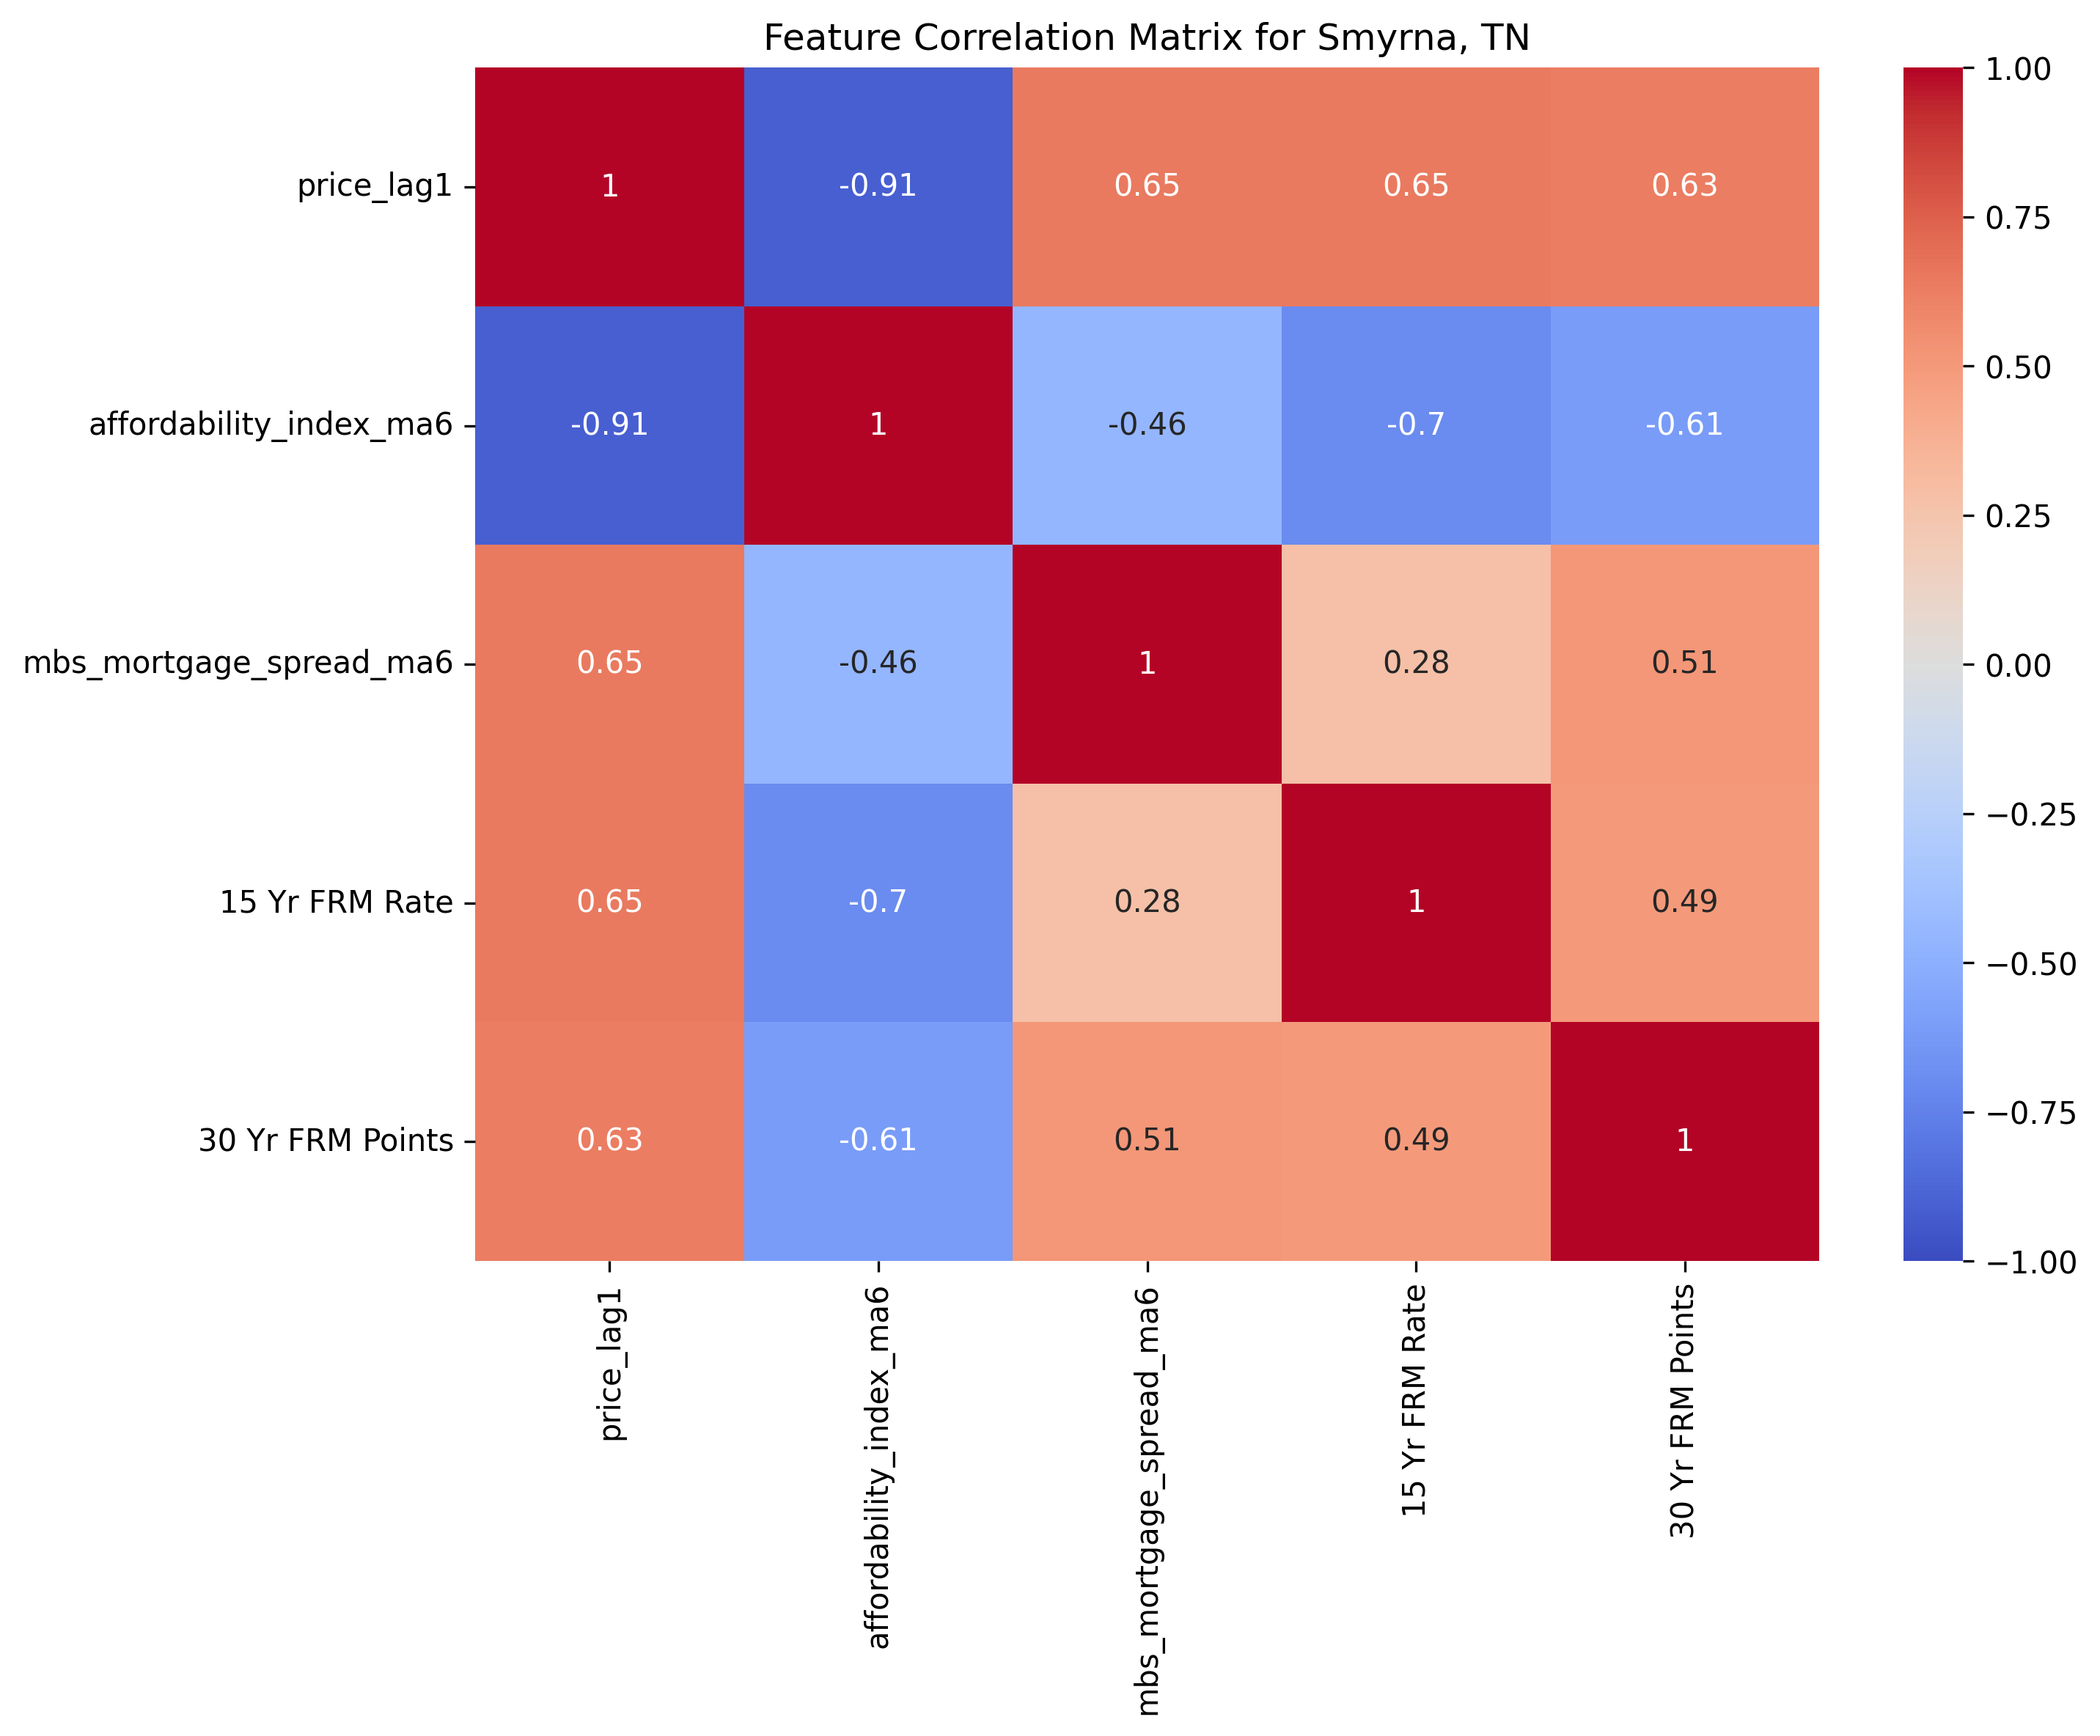 Feature Correlation Matrix for Smyrna, TN
price_lag1 1 -0.91 0.65 0.65 0.63
affordability_index_ma6 -0.91 1 -0.46 -0.7 -0.61
mbs_mortgage_spread_ma6 0.65 -0.46 1 0.28 0.51
15 Yr FRM Rate 0.65 -0.7 0.28 1 0.49
30 Yr FRM Points 0.63 -0.61 0.51 0.49 1
price_lag1
affordability_index_ma6
mbs_mortgage_spread_ma6
15 Yr FRM Rate
30 Yr FRM Points
1.00
0.75
0.50
0.25
0.00
−0.25
−0.50
−0.75
−1.00